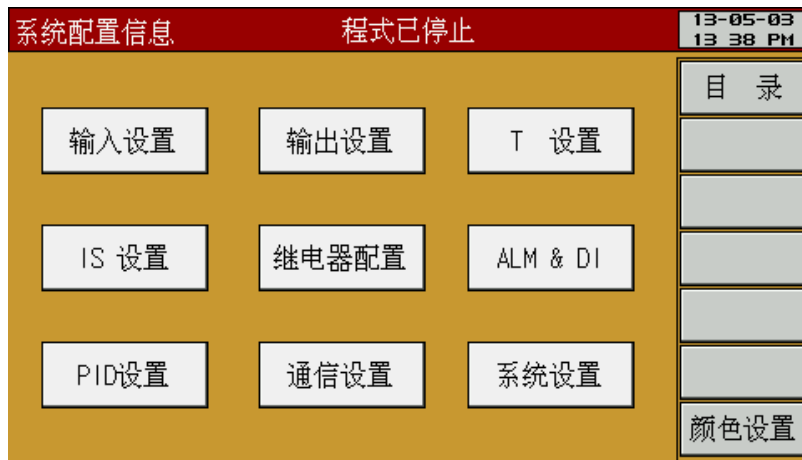 系统配置信息
程式已停止
13-05-03
13 38 PM
目 录
输入设置
输出设置
T 设置
IS 设置
继电器配置
ALM & DI
PID设置
通信设置
系统设置
颜色设置